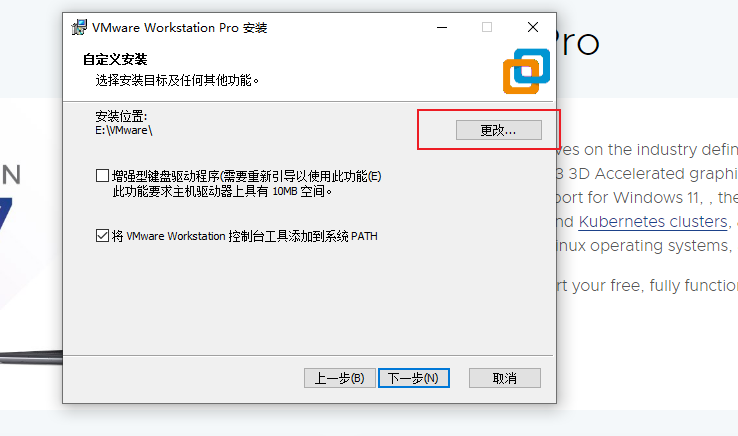 VMware Workstation Pro 安装
Pro
自定义安装
选择安装目标及任何其他功能。
安装位置:
E:\VMware\
更改...
增强型键盘驱动程序(需要重新引导以使用此功能(E)
此功能要求主机驱动器上具有 10MB 空间。
将 VMware Workstation 控制台工具添加到系统 PATH
上一步(B)
下一步(N)
取消
ves on the industry defin
3 3D Accelerated graphi
port for Windows 11, , the
nd Kubernetes clusters,
inux operating systems,
rt your free, fully function
N
7